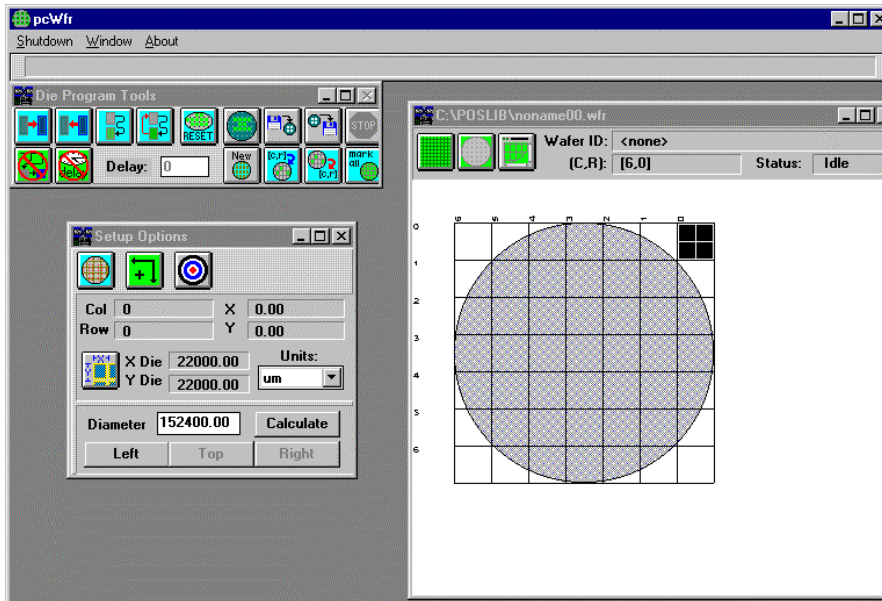 pcWfr
Shutdown Window About
Die Program Tools
RESET
STOP
delay
Delay: 0
New
[c,r]
[c,r]
mark all
C:\POSLIB\noname00.wfr
Wafer ID: <none>
(C,R): [6,0] Status: Idle
Setup Options
Col 0 X 0.00
Row 0 Y 0.00
X Die 22000.00 Units:
Y Die 22000.00 um
Diameter 152400.00 Calculate
Left Top Right
6 5 4 3 2 1 0
0
1
2
3
4
5
6